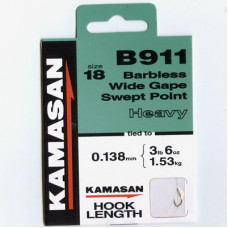 B911
size 18
Barbless
Wide Gape
Swept Point
Heavy
tied to
0.138mm
3lb 6oz
1.53kg
KAMASAN
KAMASAN
HOOK
LENGTH